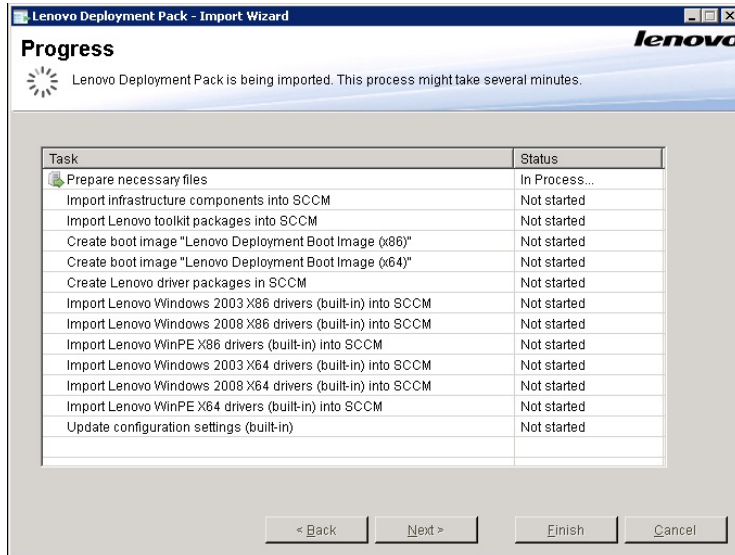 Lenovo Deployment Pack - Import Wizard
Progress
lenovo
Lenovo Deployment Pack is being imported. This process might take several minutes.
Task Status
Prepare necessary files In Process...
Import infrastructure components into SCCM Not started
Import Lenovo toolkit packages into SCCM Not started
Create boot image "Lenovo Deployment Boot Image (x86)" Not started
Create boot image "Lenovo Deployment Boot Image (x64)" Not started
Create Lenovo driver packages in SCCM Not started
Import Lenovo Windows 2003 X86 drivers (built-in) into SCCM Not started
Import Lenovo Windows 2008 X86 drivers (built-in) into SCCM Not started
Import Lenovo WinPE X86 drivers (built-in) into SCCM Not started
Import Lenovo Windows 2003 X64 drivers (built-in) into SCCM Not started
Import Lenovo Windows 2008 X64 drivers (built-in) into SCCM Not started
Import Lenovo WinPE X64 drivers (built-in) into SCCM Not started
Update configuration settings (built-in) Not started
< Back Next > Finish Cancel